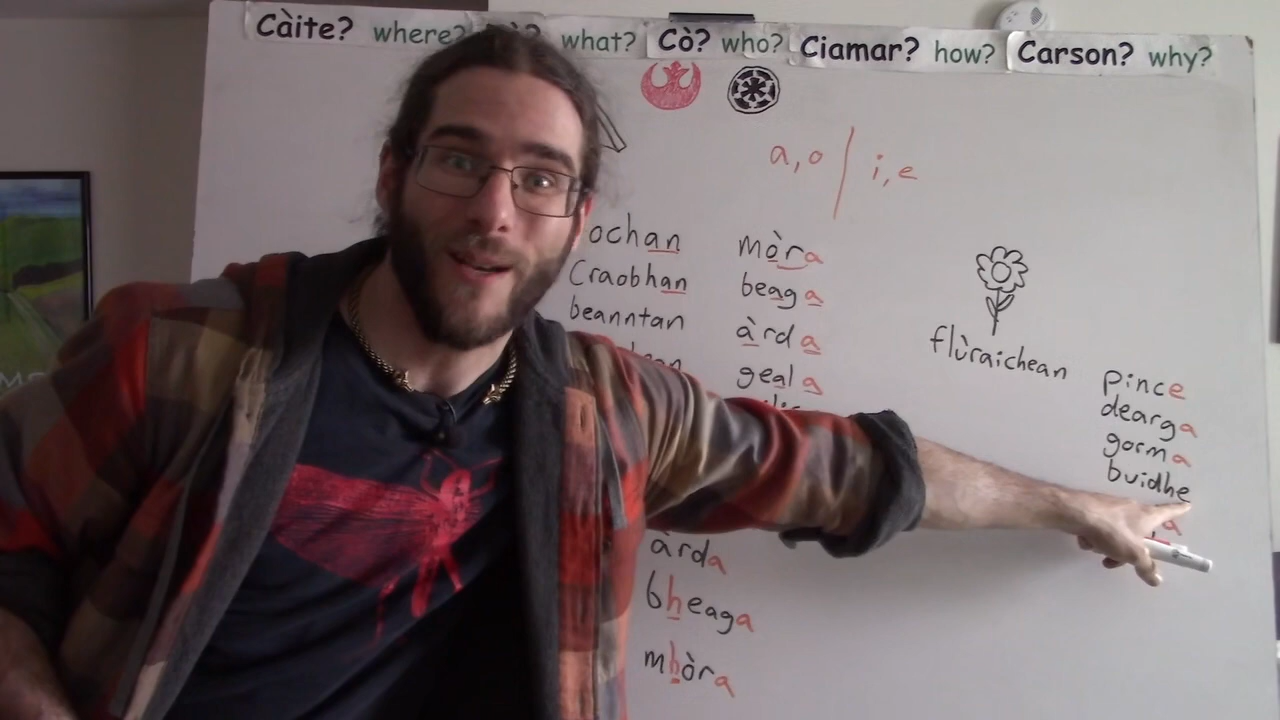 Càite? where? what? Cò? who? Ciamar? how? Carson? why?
a, o | i, e
ochan mòra
Craobhan beaga
beanntan àrda
geala
flùraichean
pince
dearga
gorma
buidhe
a
àrda
bheaga
mhòra